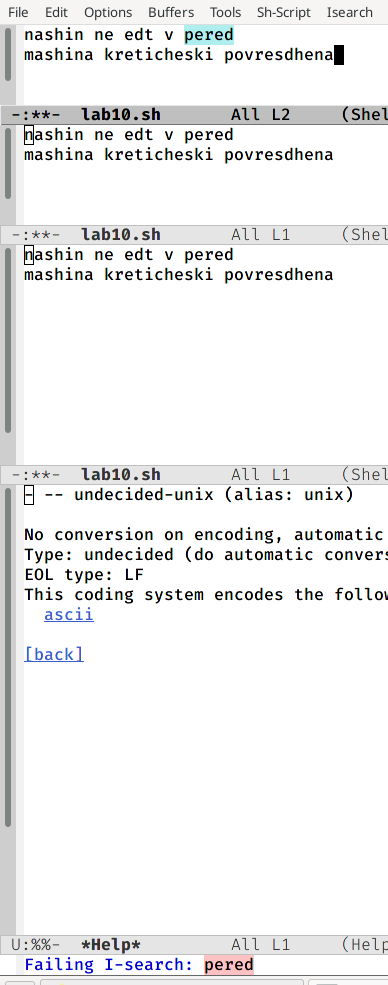 File Edit Options Buffers Tools Sh-Script Isearch
nashin ne edt v pered
mashina kreticheski povresdhena
-:**- lab10.sh All L2 (Shel
nashin ne edt v pered
mashina kreticheski povresdhena
-:**- lab10.sh All L1 (Shel
nashin ne edt v pered
mashina kreticheski povresdhena
-:**- lab10.sh All L1 (Shel
- -- undecided-unix (alias: unix)
No conversion on encoding, automatic
Type: undecided (do automatic convers
EOL type: LF
This coding system encodes the follow
ascii
[back]
U:%%- *Help* All L1 (Help
Failing I-search: pered